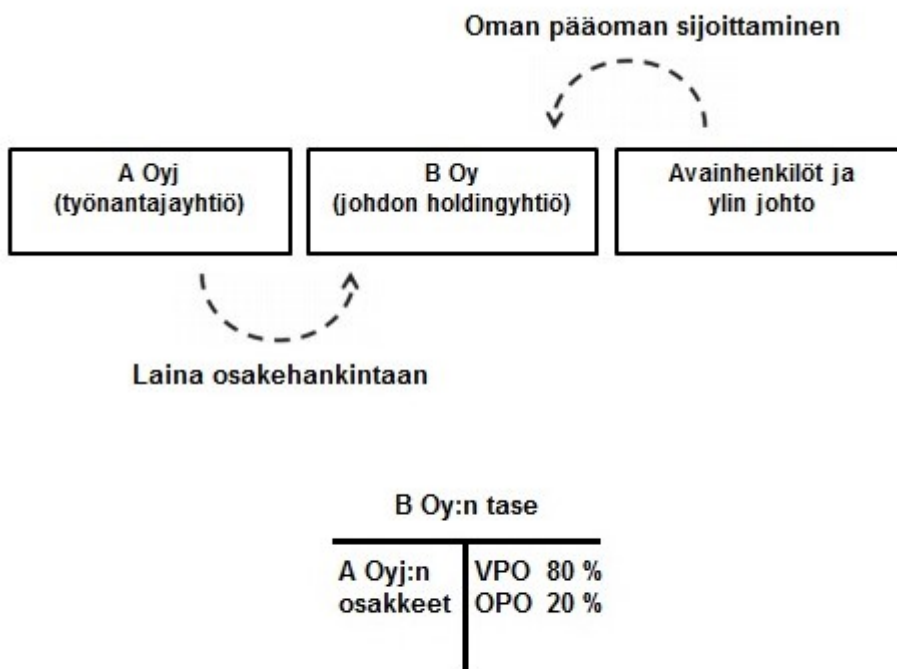 Oman pääoman sijoittaminen
A Oyj
(työnantajayhtiö)
B Oy
(johdon holdingyhtiö)
Avainhenkilöt ja
ylin johto
Laina osakehankintaan
B Oy:n tase
A Oyj:n
osakkeet
VPO 80 %
OPO 20 %